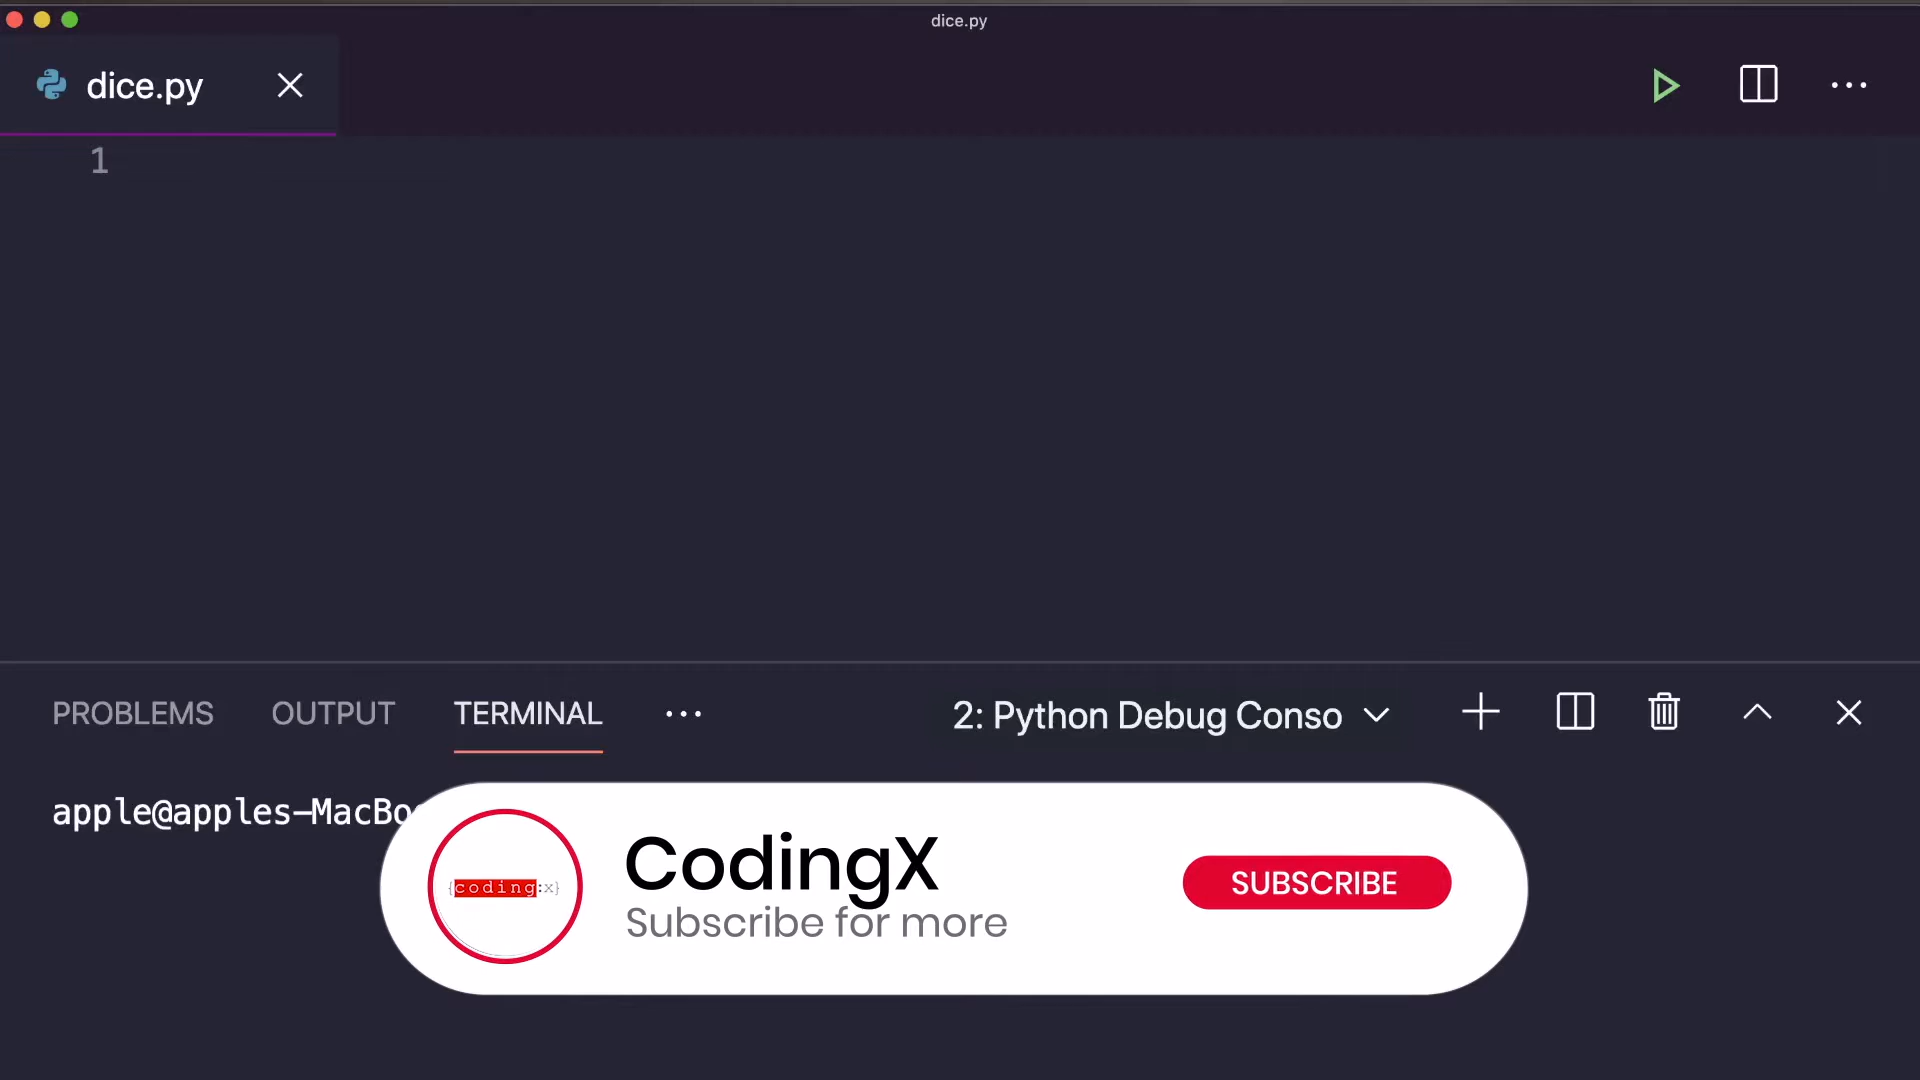 dice.py
dice.py
1
PROBLEMS OUTPUT TERMINAL ··· 2: Python Debug Conso
apple@apples-MacBo
{coding:x}
CodingX
Subscribe for more
SUBSCRIBE